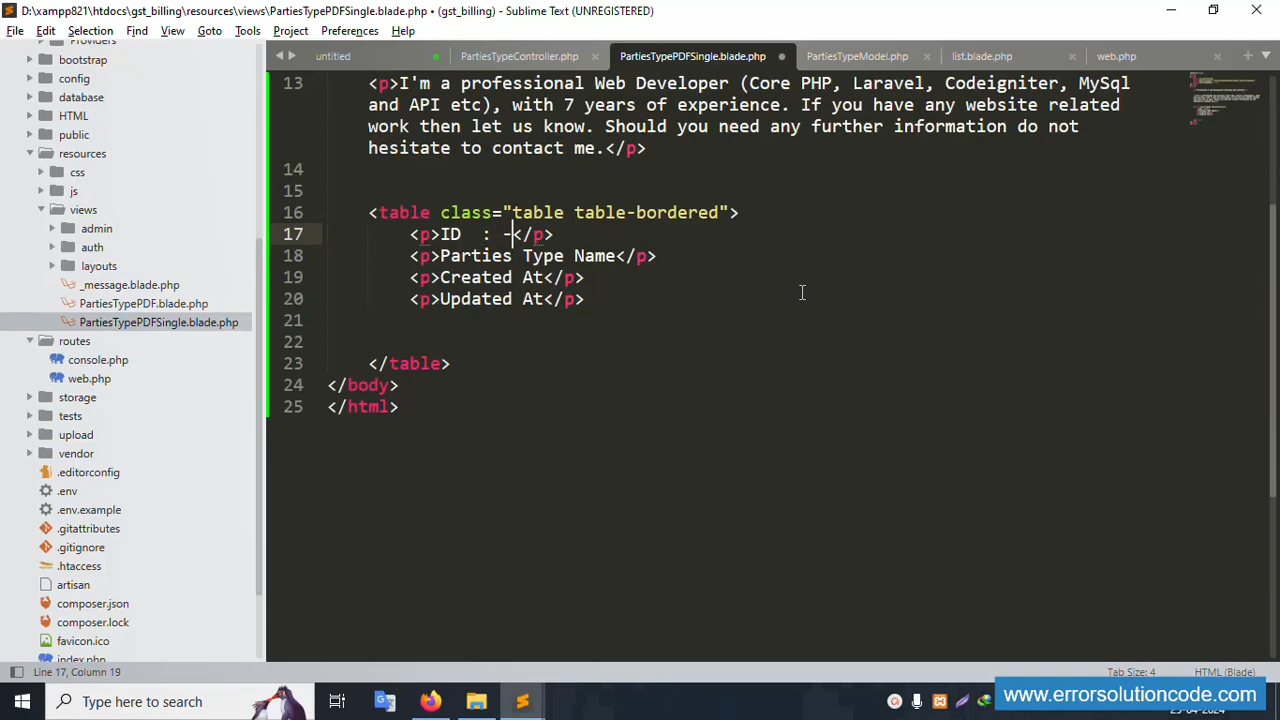 D:\xampp821\htdocs\gst_billing\resources\views\PartiesTypePDFSingle.blade.php • (gst_billing) - Sublime Text (UNREGISTERED)
File Edit Selection Find View Goto Tools Project Preferences Help
untitled PartiesTypeController.php PartiesTypePDFSingle.blade.php PartiesTypeModel.php list.blade.php web.php
Providers
bootstrap
config
database
HTML
public
resources
css
js
views
admin
auth
layouts
_message.blade.php
PartiesTypePDF.blade.php
PartiesTypePDFSingle.blade.php
routes
console.php
web.php
storage
tests
upload
vendor
.editorconfig
.env
.env.example
.gitattributes
.gitignore
.htaccess
artisan
composer.json
composer.lock
favicon.ico
index.php
13 <p>I'm a professional Web Developer (Core PHP, Laravel, Codeigniter, MySql
and API etc), with 7 years of experience. If you have any website related
work then let us know. Should you need any further information do not
hesitate to contact me.</p>
14
15
16 <table class="table table-bordered">
17 <p>ID  : -</p>
18 <p>Parties Type Name</p>
19 <p>Created At</p>
20 <p>Updated At</p>
21
22
23 </table>
24 </body>
25 </html>
Line 17, Column 19 Tab Size: 4 HTML (Blade)
Type here to search
www.errorsolutioncode.com